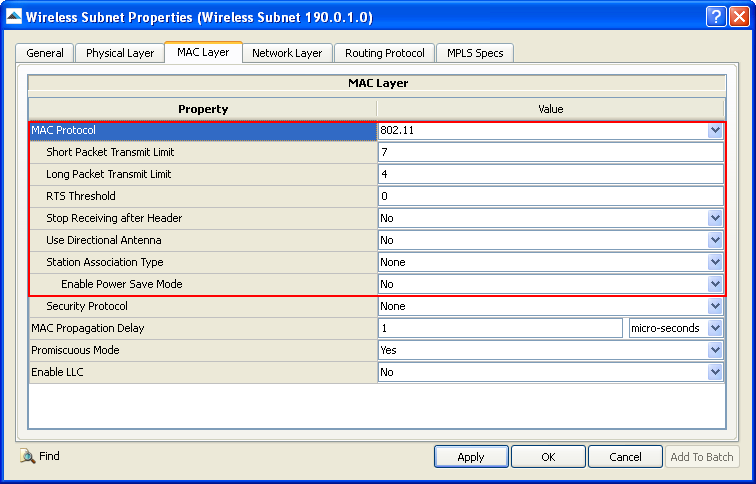 Wireless Subnet Properties (Wireless Subnet 190.0.1.0)
General Physical Layer MAC Layer Network Layer Routing Protocol MPLS Specs
MAC Layer
Property Value
MAC Protocol 802.11
Short Packet Transmit Limit 7
Long Packet Transmit Limit 4
RTS Threshold 0
Stop Receiving after Header No
Use Directional Antenna No
Station Association Type None
Enable Power Save Mode No
Security Protocol None
MAC Propagation Delay 1 micro-seconds
Promiscuous Mode Yes
Enable LLC No
Find Apply OK Cancel Add To Batch